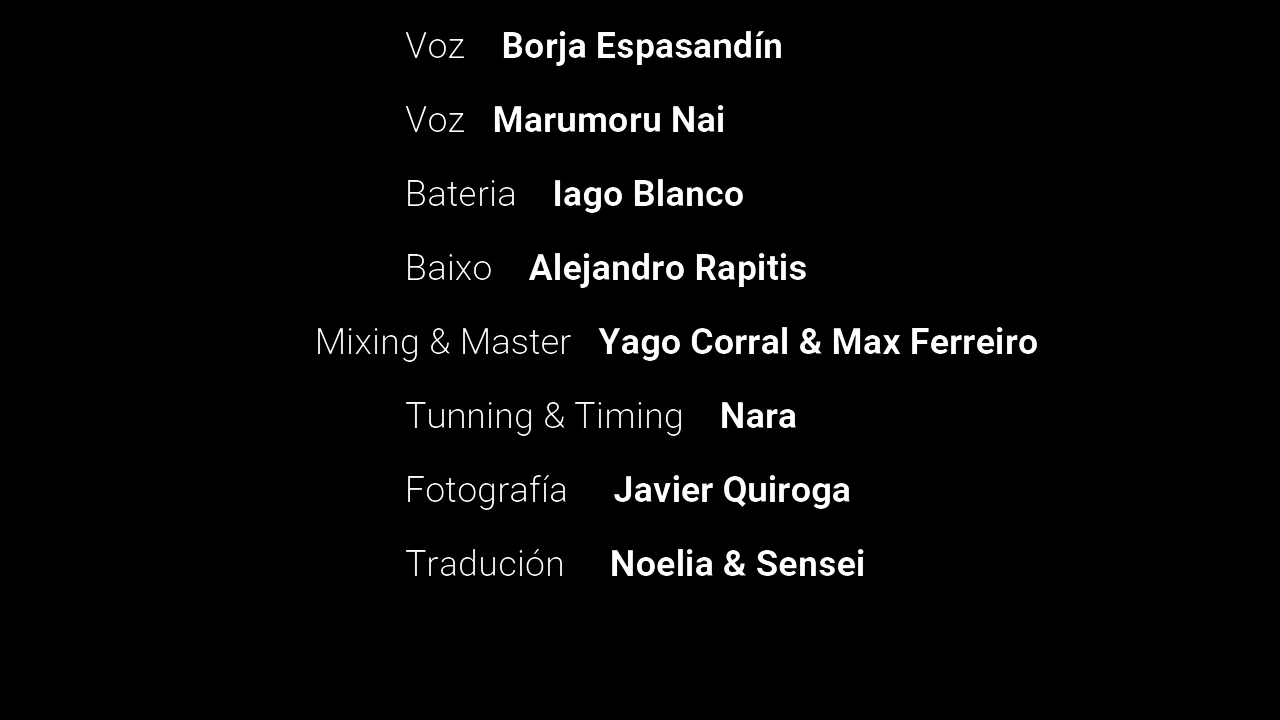 Voz Borja Espasandín
Voz Marumoru Nai
Bateria Iago Blanco
Baixo Alejandro Rapitis
Mixing & Master Yago Corral & Max Ferreiro
Tunning & Timing Nara
Fotografía Javier Quiroga
Tradución Noelia & Sensei